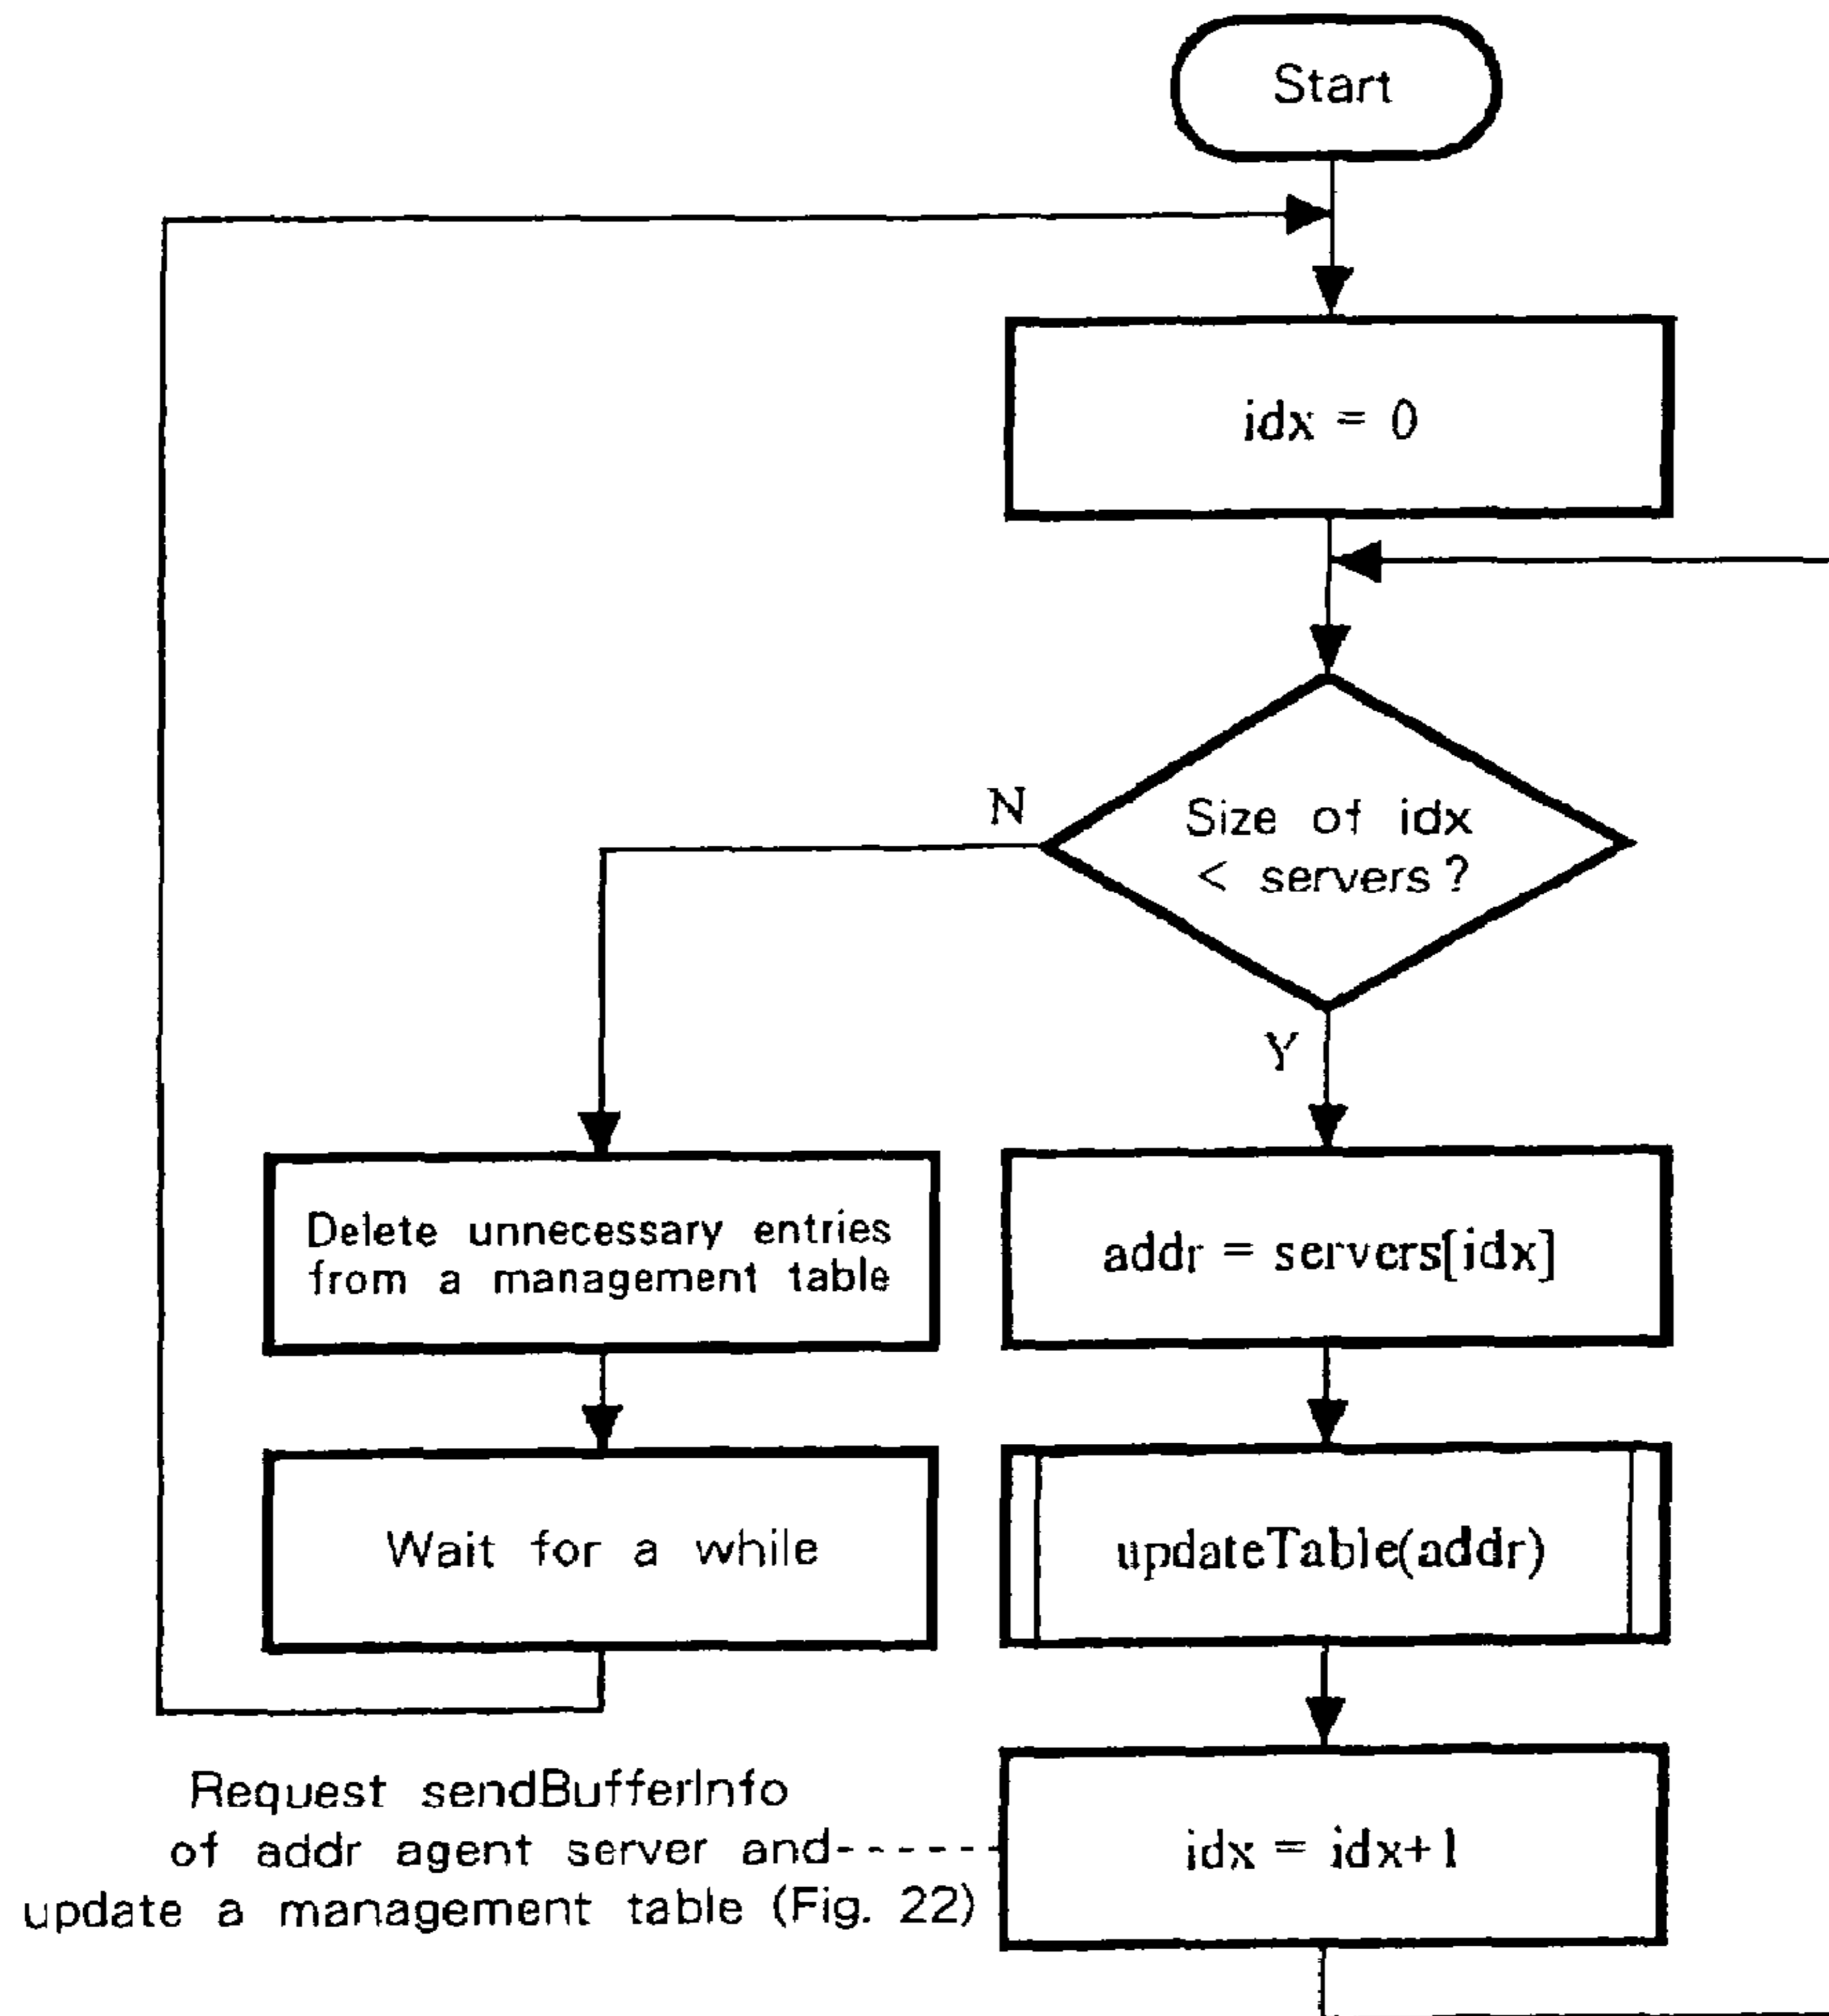 Start
idx = 0
N
Size of idx
< servers ?
Y
Delete unnecessary entries
from a management table
addr = servers[idx]
Wait for a while
updateTable(addr)
Request sendBufferInfo
of addr agent server and
update a management table (Fig. 22)
idx = idx+1